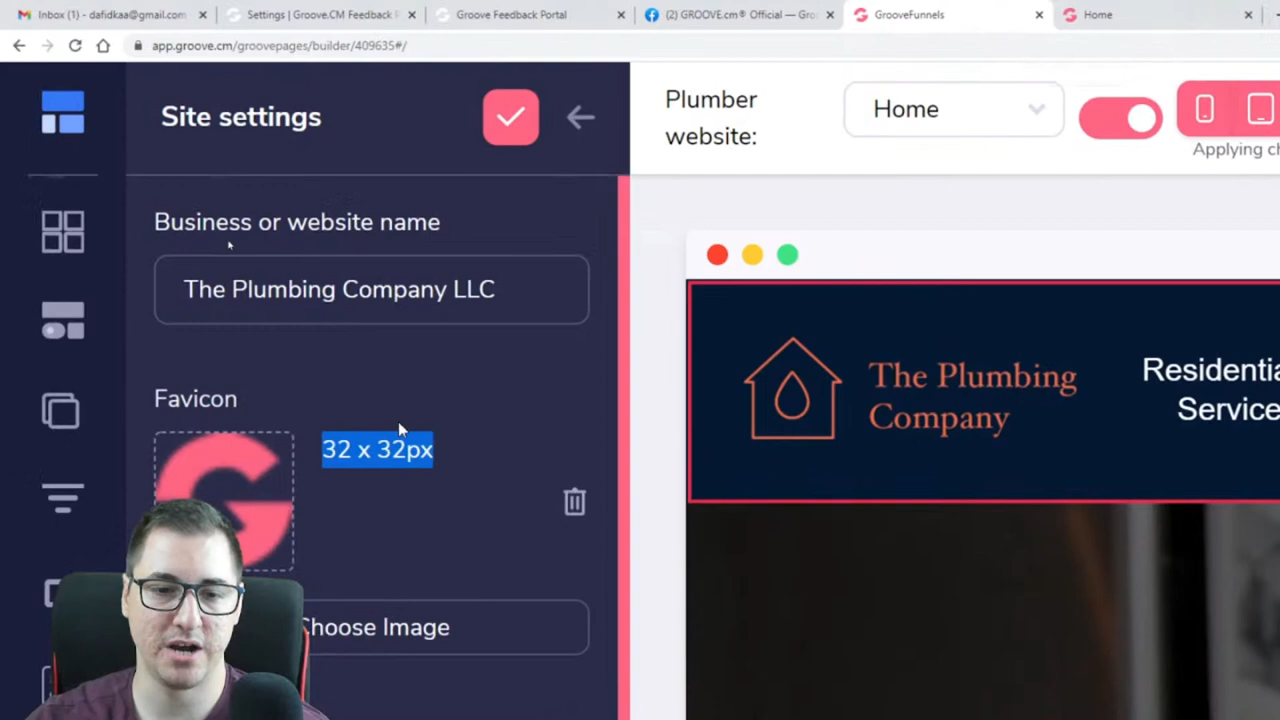 Inbox (1) - dafidkaa@gmail.com
Settings | Groove.CM Feedback P
Groove Feedback Portal
(2) GROOVE.cm® Official — Gro
GrooveFunnels
Home
app.groove.cm/groovepages/builder/409635#/
Site settings
Plumber
website:
Home
Applying ch
Business or website name
The Plumbing Company LLC
Favicon
32 x 32px
Choose Image
The Plumbing
Company
Residentia
Service